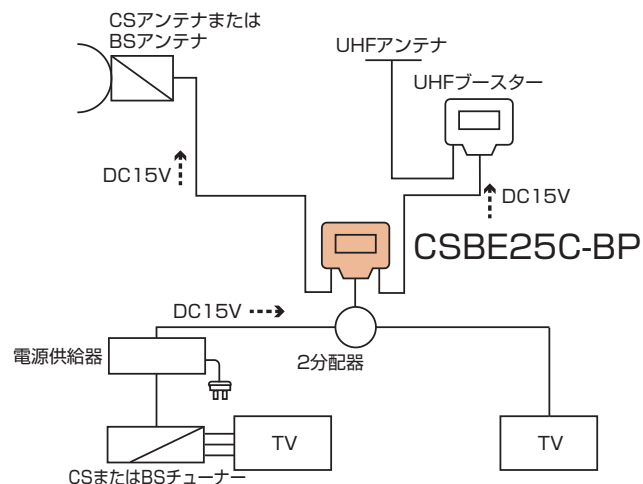 CSアンテナまたは
BSアンテナ
UHFアンテナ
UHFブースター
DC15V
DC15V
CSBE25C-BP
DC15V
2分配器
電源供給器
TV
TV
CSまたはBSチューナー